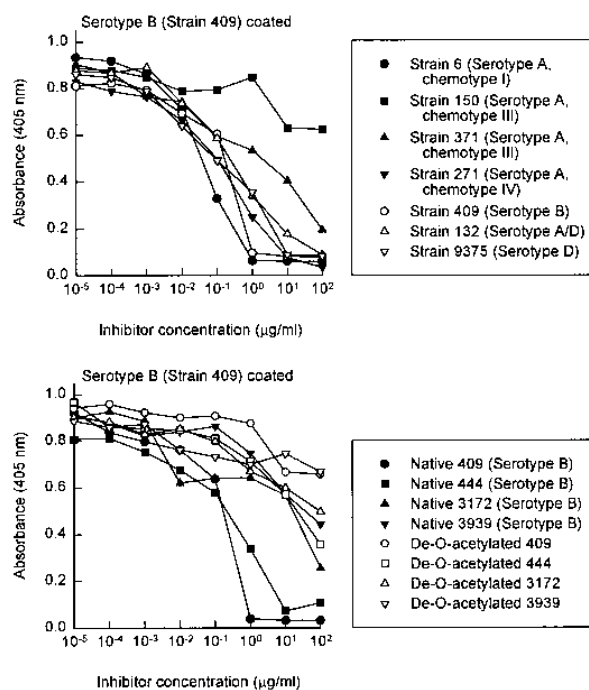 Serotype B (Strain 409) coated
1.0
0.8
0.6
0.4
0.2
0.0
Absorbance (405 nm)
10⁻⁵ 10⁻⁴ 10⁻³ 10⁻² 10⁻¹ 10⁰ 10¹ 10²
Inhibitor concentration (µg/ml)
Strain 6 (Serotype A,
chemotype I)
Strain 150 (Serotype A,
chemotype III)
Strain 371 (Serotype A,
chemotype III)
Strain 271 (Serotype A,
chemotype IV)
Strain 409 (Serotype B)
Strain 132 (Serotype A/D)
Strain 9375 (Serotype D)
Serotype B (Strain 409) coated
1.0
0.8
0.6
0.4
0.2
0.0
Absorbance (405 nm)
10⁻⁵ 10⁻⁴ 10⁻³ 10⁻² 10⁻¹ 10⁰ 10¹ 10²
Inhibitor concentration (µg/ml)
Native 409 (Serotype B)
Native 444 (Serotype B)
Native 3172 (Serotype B)
Native 3939 (Serotype B)
De-O-acetylated 409
De-O-acetylated 444
De-O-acetylated 3172
De-O-acetylated 3939